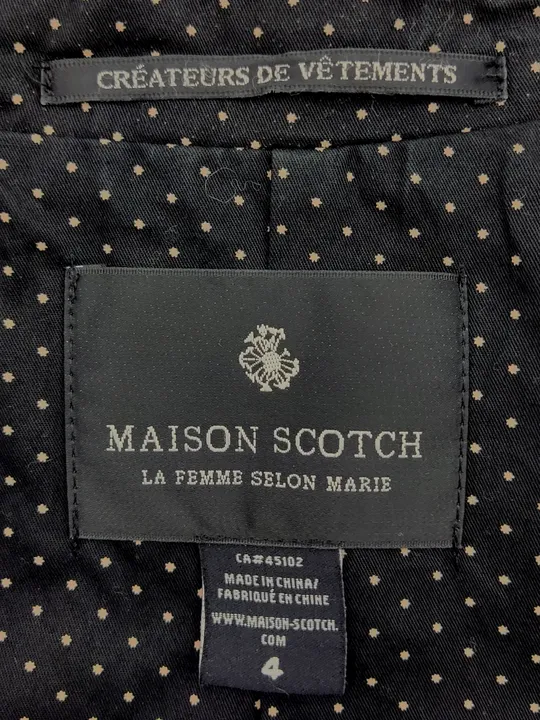 CRÉATEURS DE VÊTEMENTS
MAISON SCOTCH
LA FEMME SELON MARIE
CA#45102
MADE IN CHINA/
FABRIQUÉ EN CHINE
WWW.MAISON-SCOTCH.
COM
4